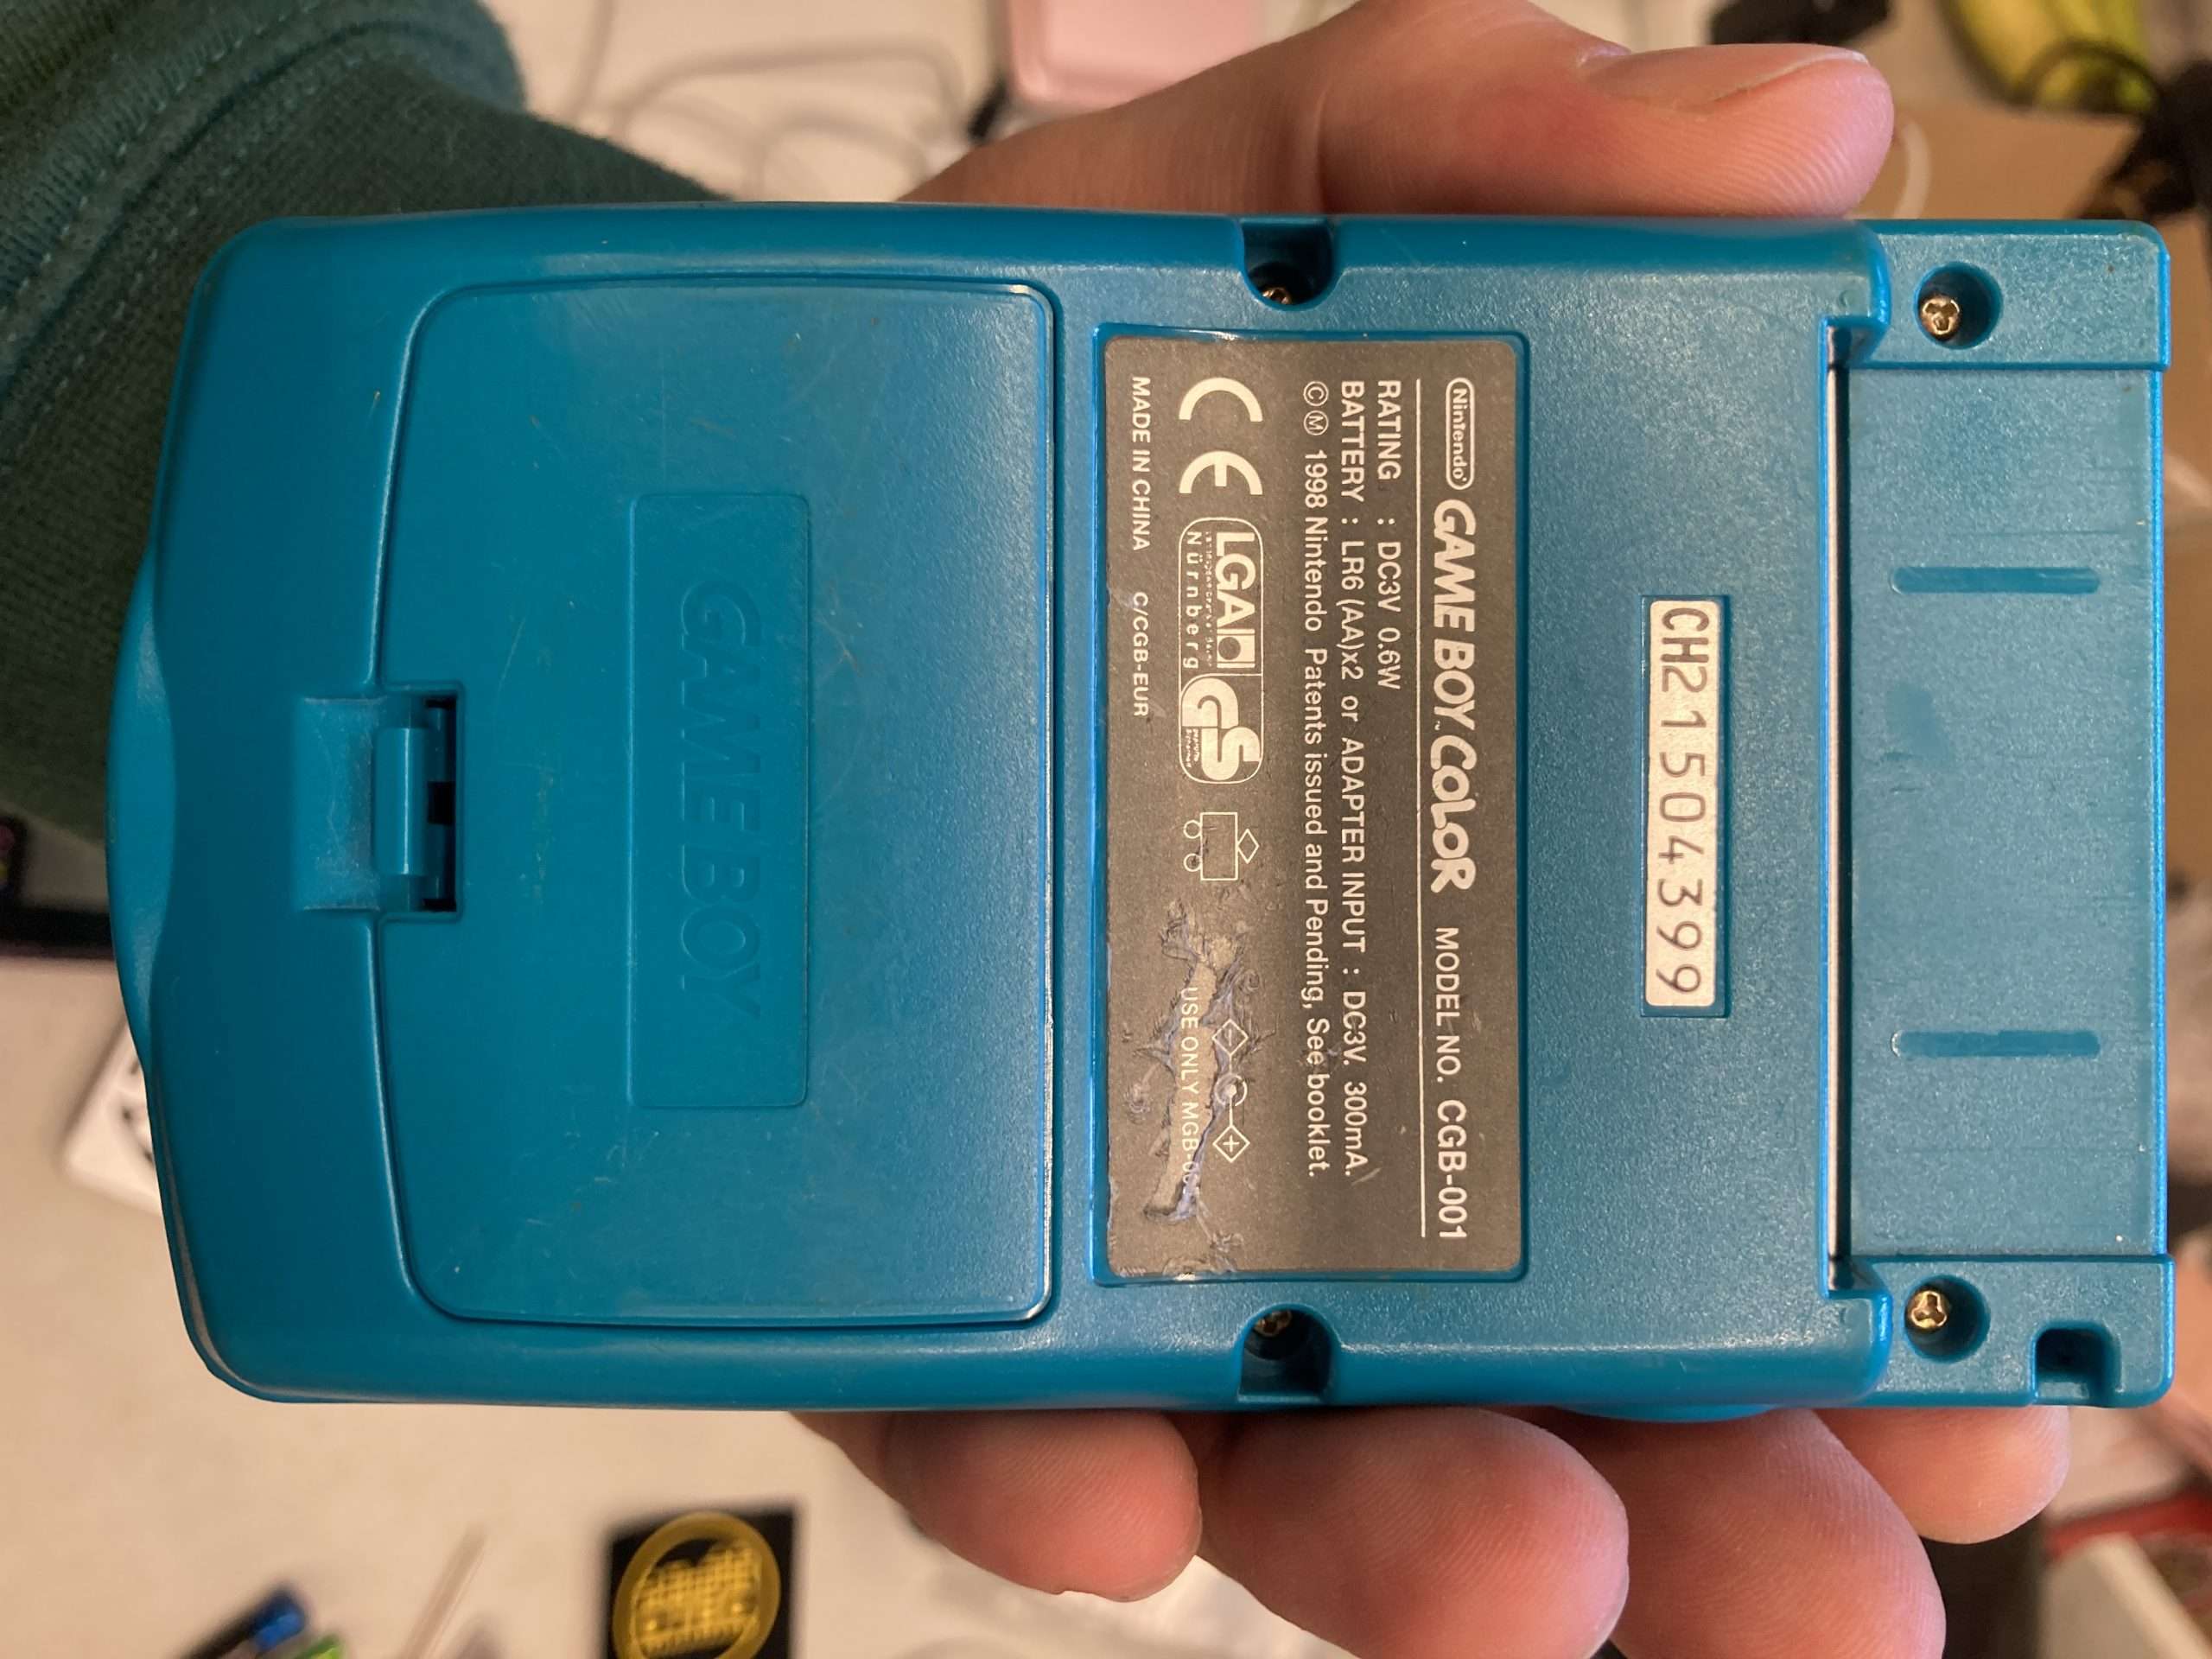 CH21504399
Nintendo GAME BOY COLOR MODEL NO. CGB-001
RATING : DC3V 0.6W
BATTERY : LR6 (AA)x2 or ADAPTER INPUT : DC3V. 300mA.
©Ⓜ 1998 Nintendo Patents issued and Pending, See booklet.
CE LGA GS
Nürnberg
USE ONLY MGB-
MADE IN CHINA C/CGB-EUR
GAME BOY